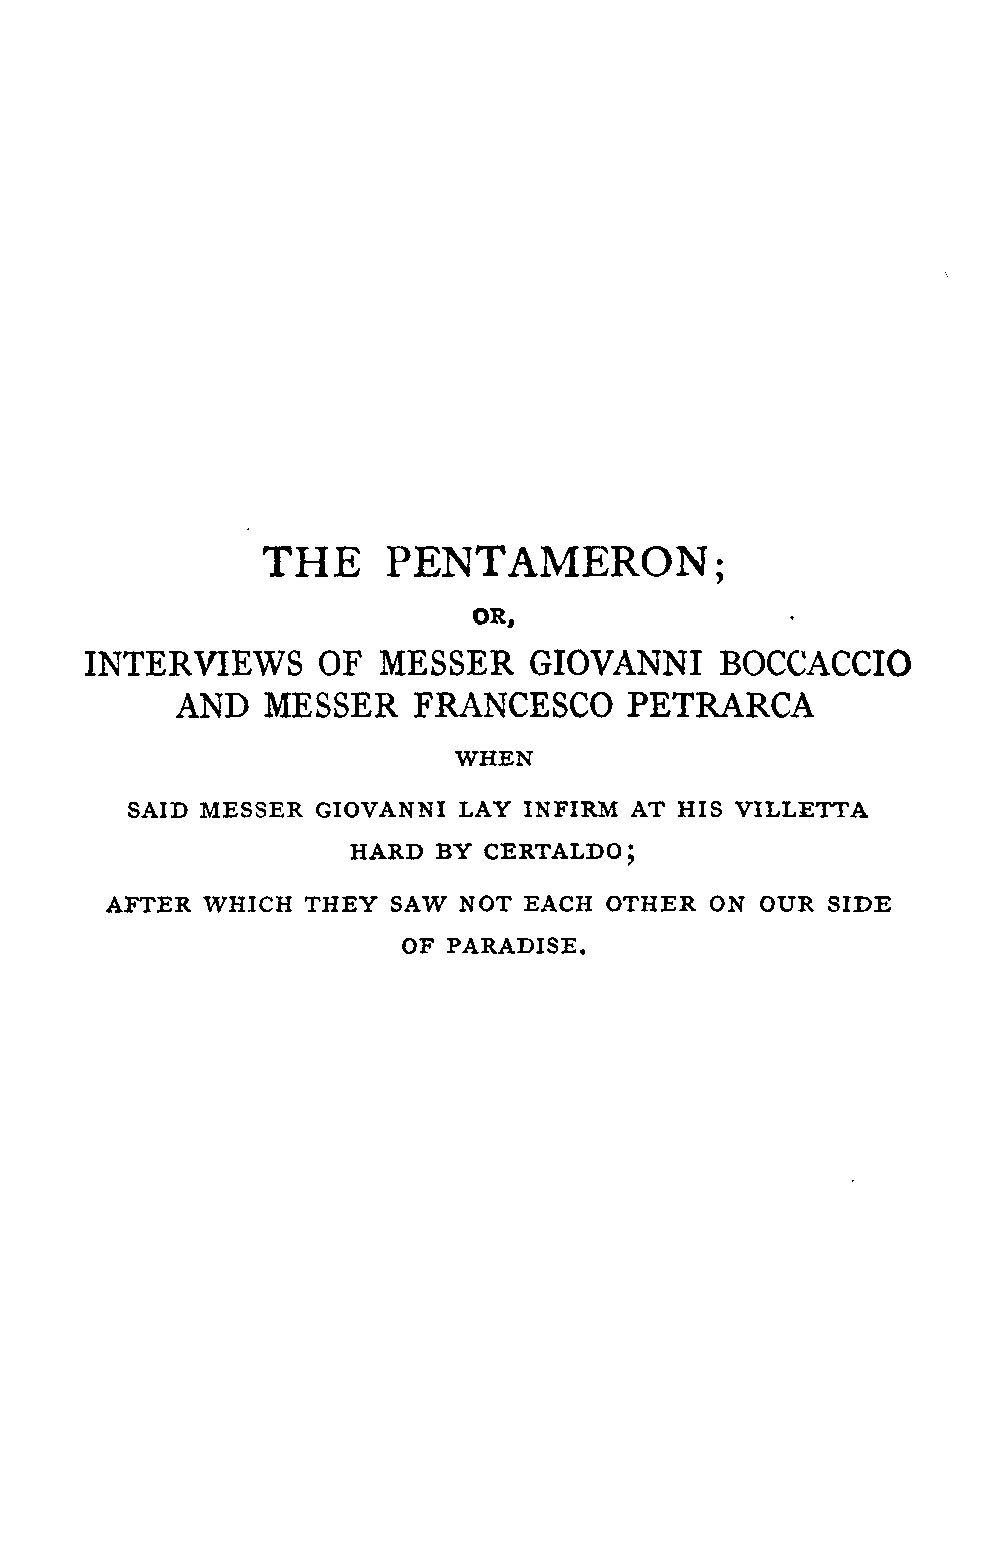 THE PENTAMERON;
OR,
INTERVIEWS OF MESSER GIOVANNI BOCCACCIO
AND MESSER FRANCESCO PETRARCA
WHEN
SAID MESSER GIOVANNI LAY INFIRM AT HIS VILLETTA
HARD BY CERTALDO;
AFTER WHICH THEY SAW NOT EACH OTHER ON OUR SIDE
OF PARADISE.